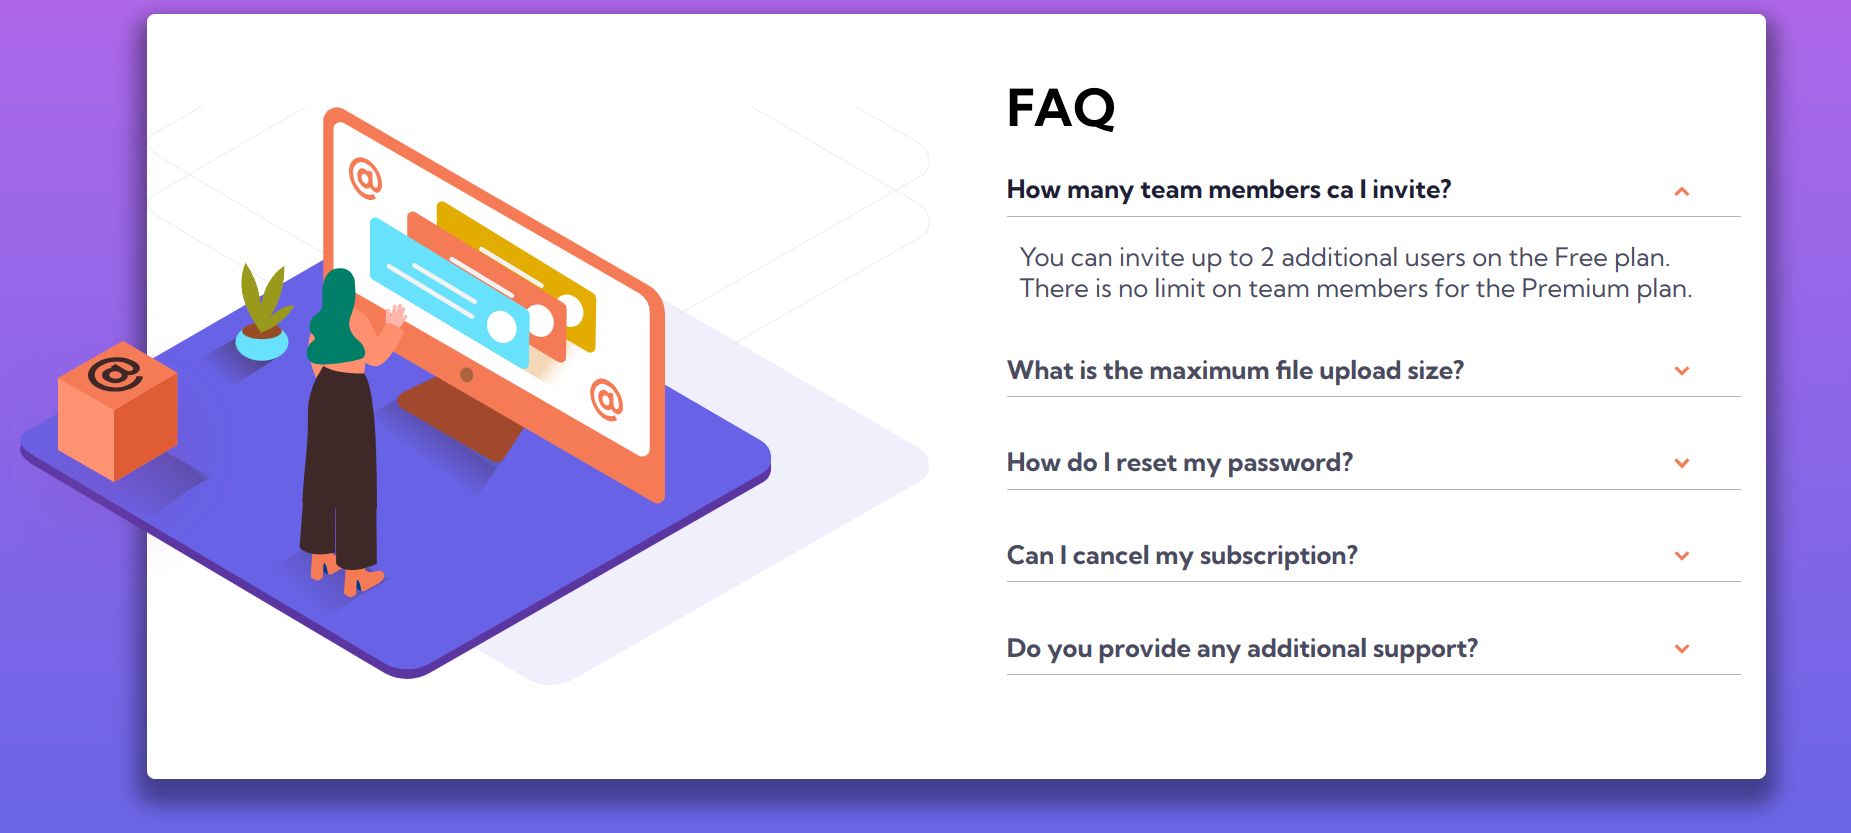 FAQ
How many team members ca I invite?
You can invite up to 2 additional users on the Free plan.
There is no limit on team members for the Premium plan.
What is the maximum file upload size?
How do I reset my password?
Can I cancel my subscription?
Do you provide any additional support?
@
@
@